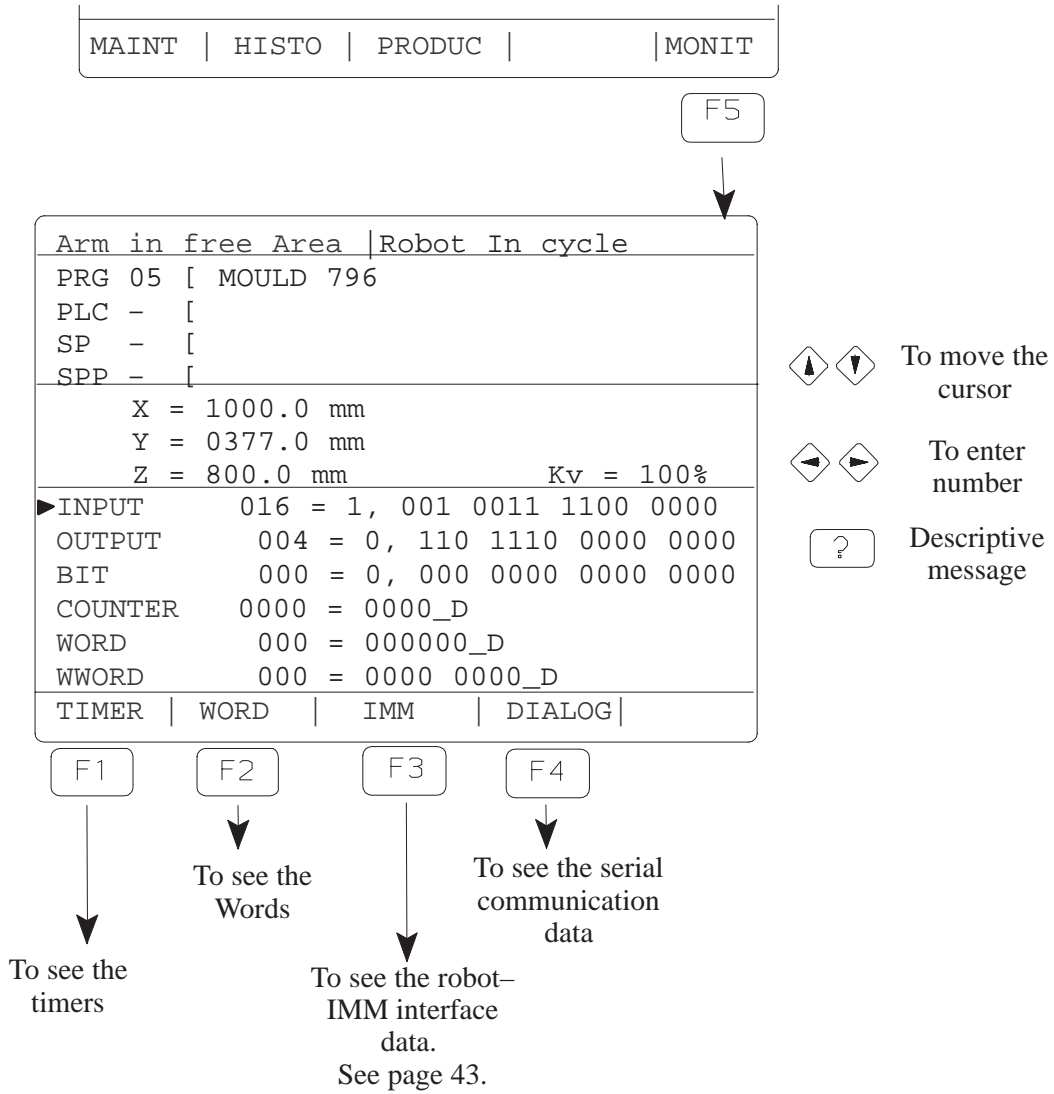 MAINT | HISTO | PRODUC | |MONIT
F5
Arm in free Area |Robot In cycle
PRG 05 [ MOULD 796
PLC – [
SP – [
SPP – [
X = 1000.0 mm
Y = 0377.0 mm
Z = 800.0 mm Kv = 100%
INPUT 016 = 1, 001 0011 1100 0000
OUTPUT 004 = 0, 110 1110 0000 0000
BIT 000 = 0, 000 0000 0000 0000
COUNTER 0000 = 0000_D
WORD 000 = 000000_D
WWORD 000 = 0000 0000_D
TIMER | WORD | IMM | DIALOG|
To move the
cursor
To enter
number
?
Descriptive
message
F1 F2 F3 F4
To see the
timers
To see the
Words
To see the robot–
IMM interface
data.
See page 43.
To see the serial
communication
data